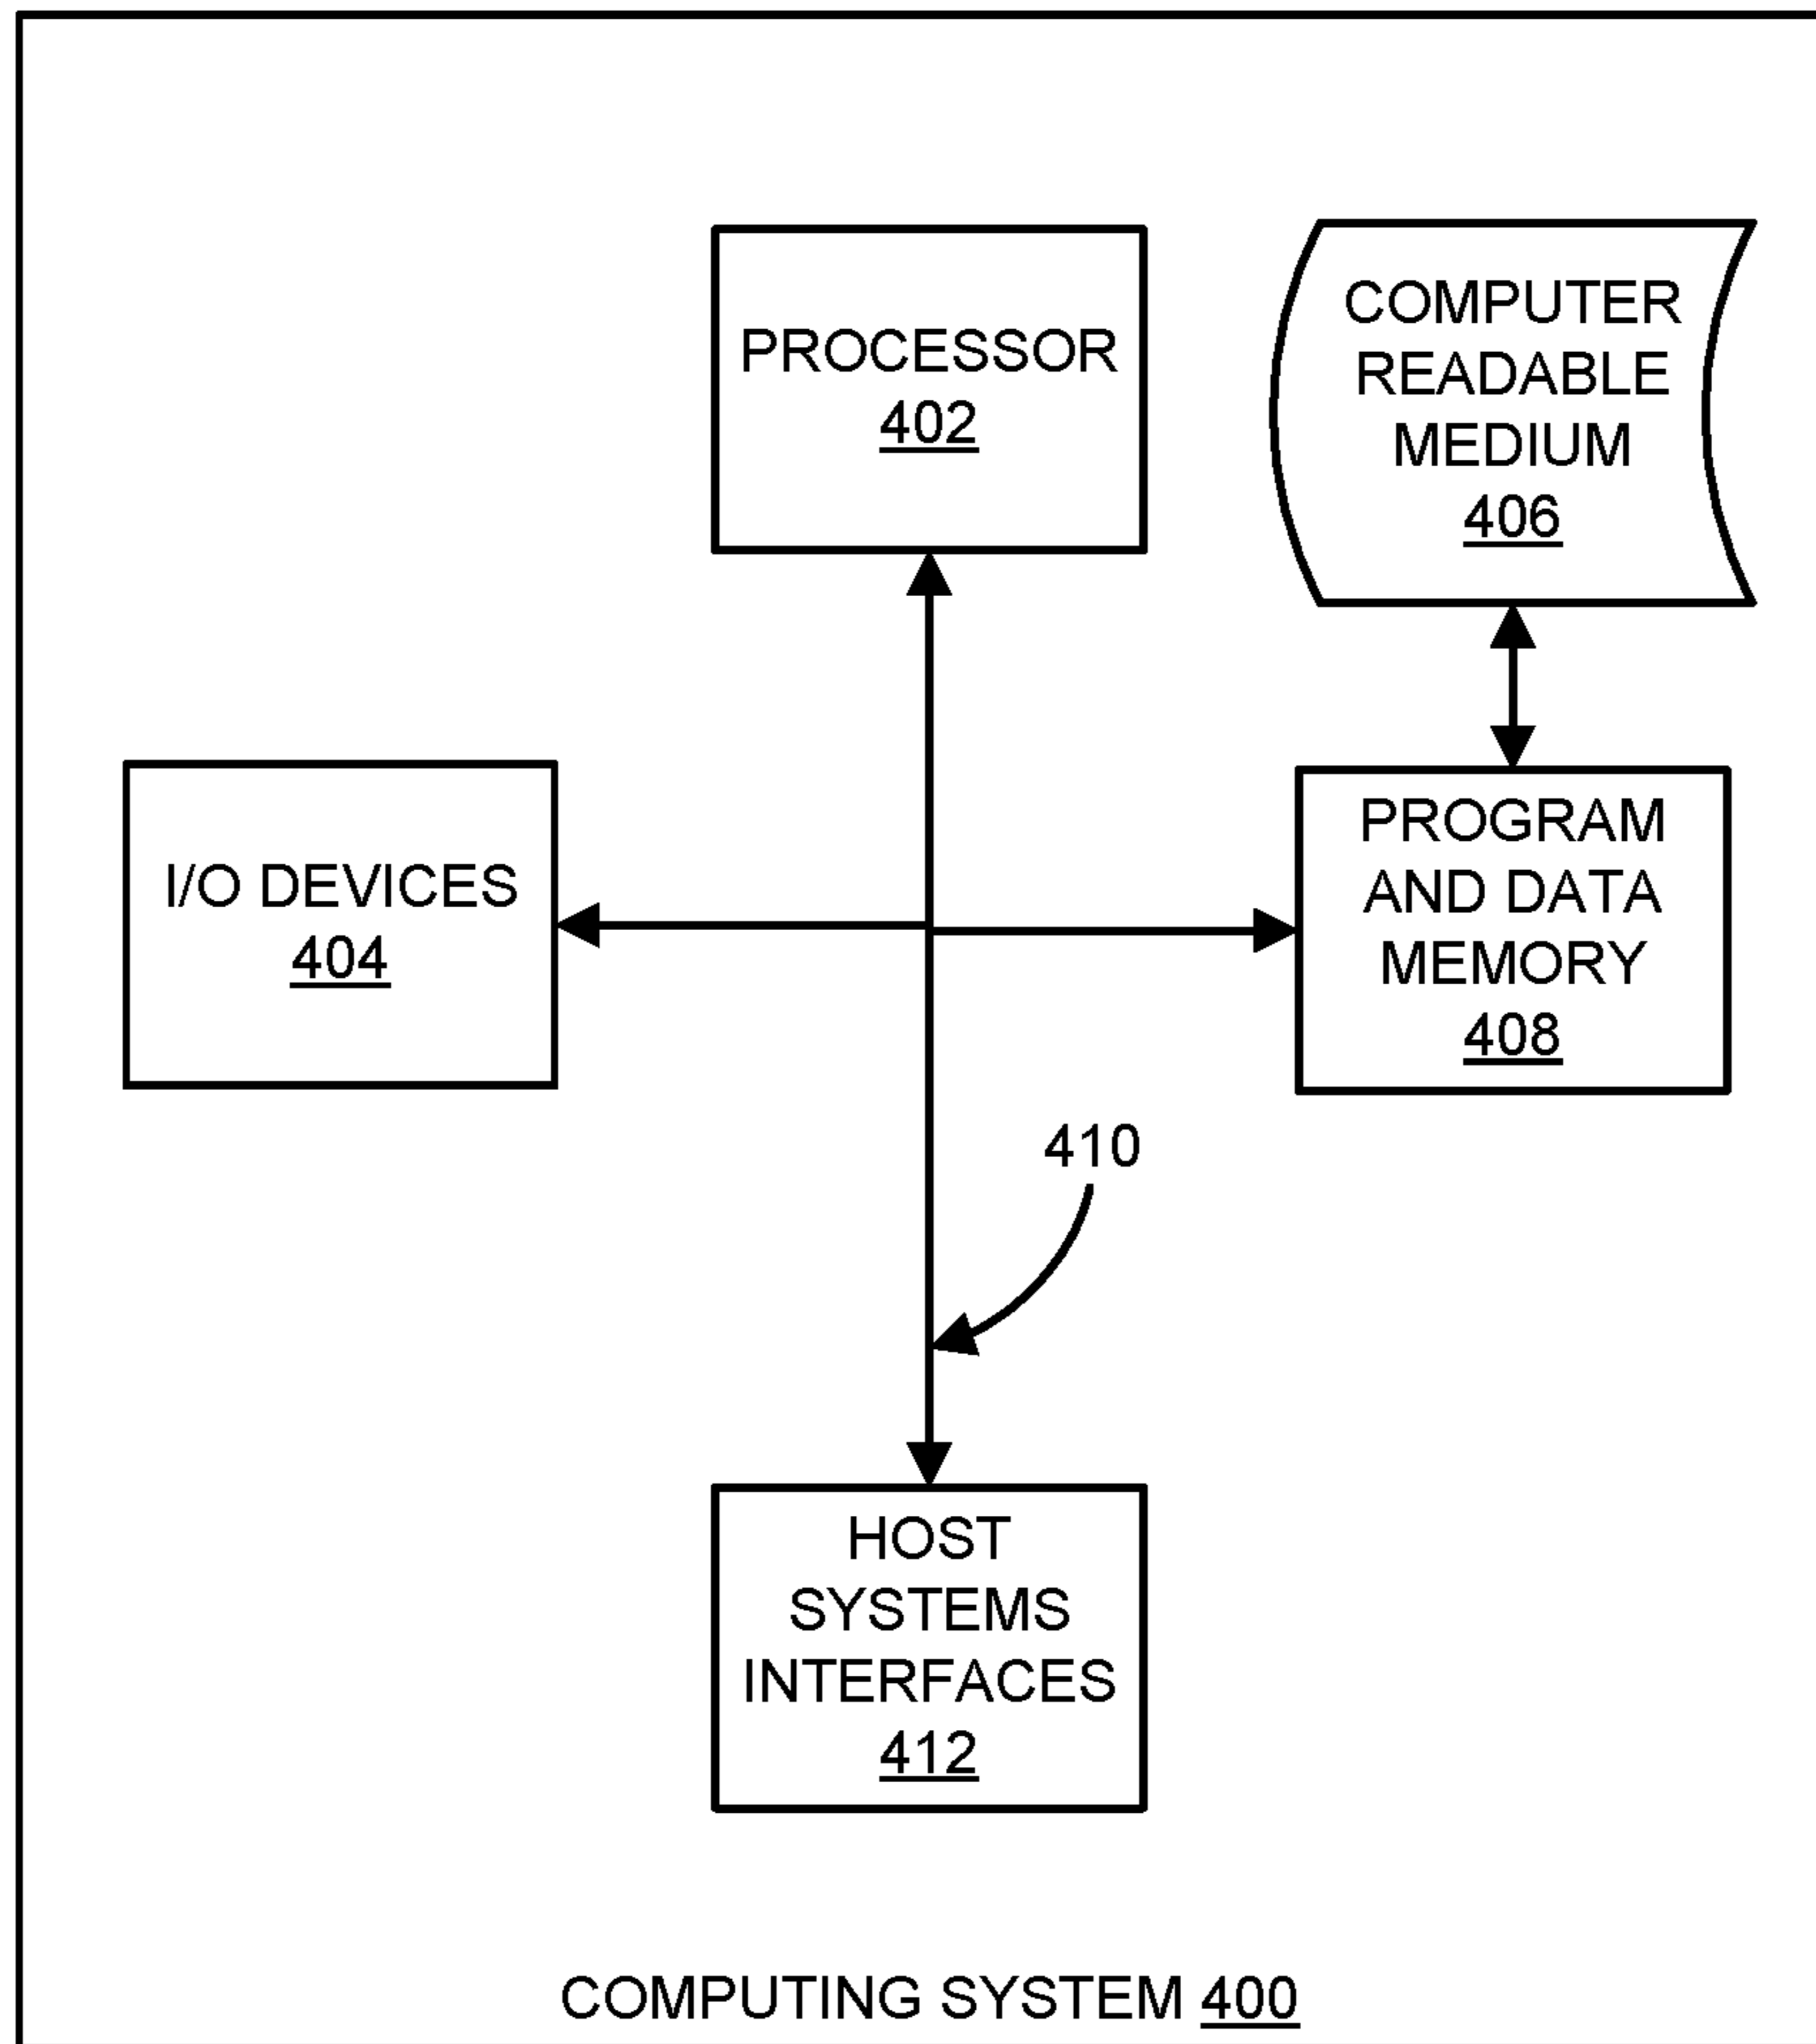 PROCESSOR
402
COMPUTER
READABLE
MEDIUM
406
I/O DEVICES
404
PROGRAM
AND DATA
MEMORY
408
410
HOST
SYSTEMS
INTERFACES
412
COMPUTING SYSTEM 400